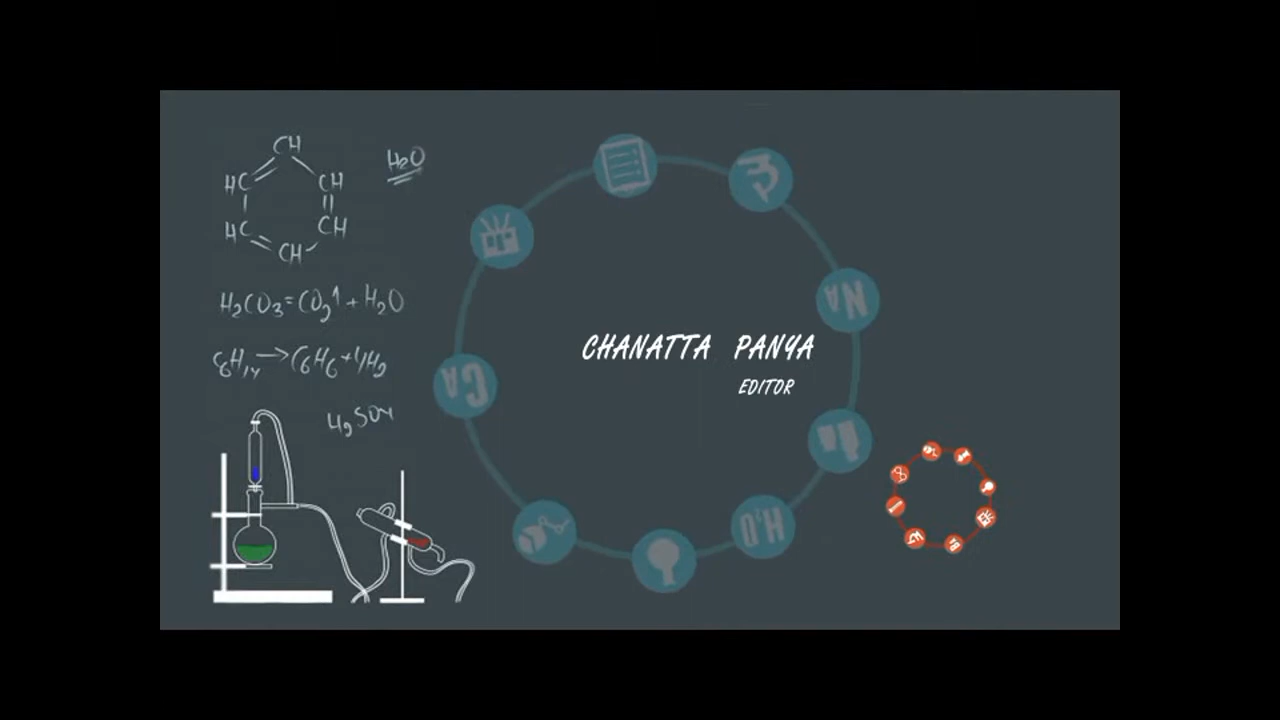 CH
H₂O
HC CH
HC CH
CH
H₂CO₃=CO₂↑+H₂O
C₆H₁₄→C₆H₆+4H₂
H₂SO₄
Na
CHANATTA PANYA
EDITOR
Ca
H₂O